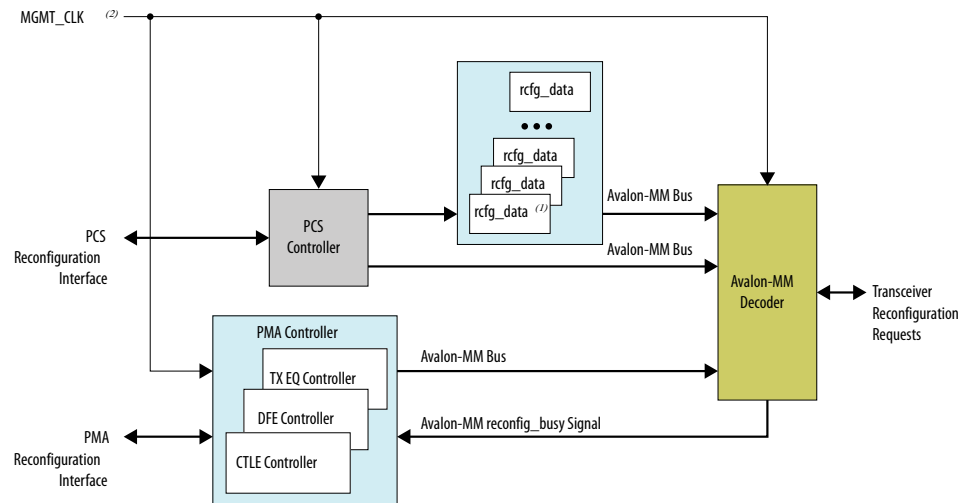 MGMT_CLK (2)
rcfg_data
rcfg_data
rcfg_data
rcfg_data (1)
Avalon-MM Bus
PCS
Controller
PCS
Reconfiguration
Interface
Avalon-MM Bus
Avalon-MM
Decoder
Transceiver
Reconfiguration
Requests
PMA Controller
TX EQ Controller
DFE Controller
CTLE Controller
Avalon-MM Bus
Avalon-MM reconfig_busy Signal
PMA
Reconfiguration
Interface